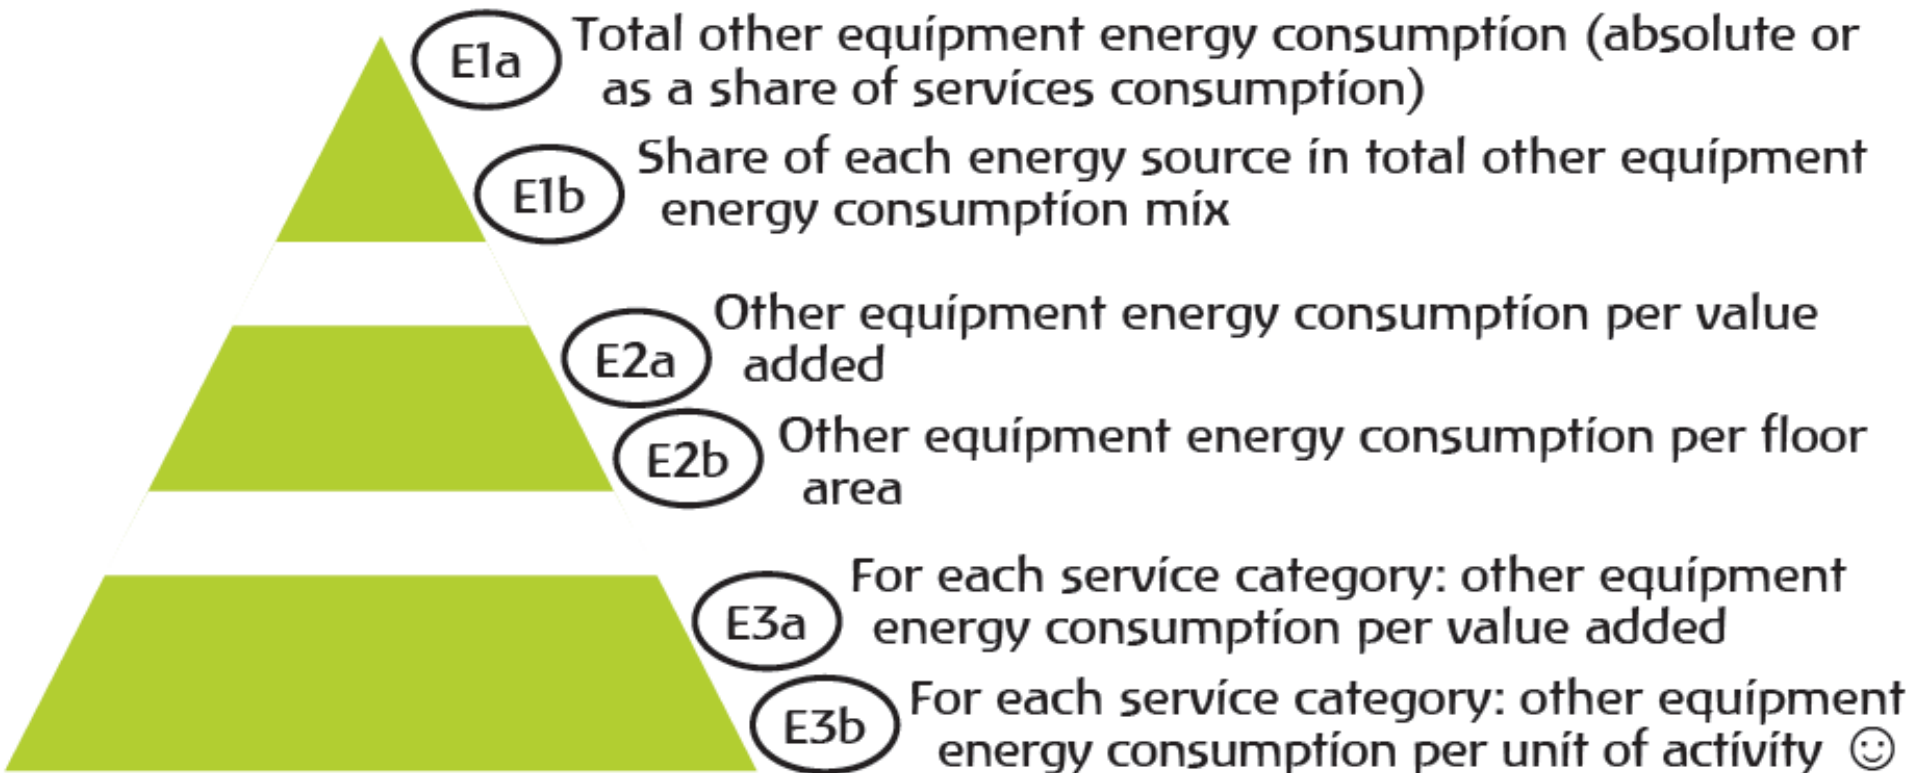 E1a Total other equipment energy consumption (absolute or
as a share of services consumption)
E1b Share of each energy source in total other equipment
energy consumption mix
E2a Other equipment energy consumption per value
added
E2b Other equipment energy consumption per floor
area
E3a For each service category: other equipment
energy consumption per value added
E3b For each service category: other equipment
energy consumption per unit of activity ☺